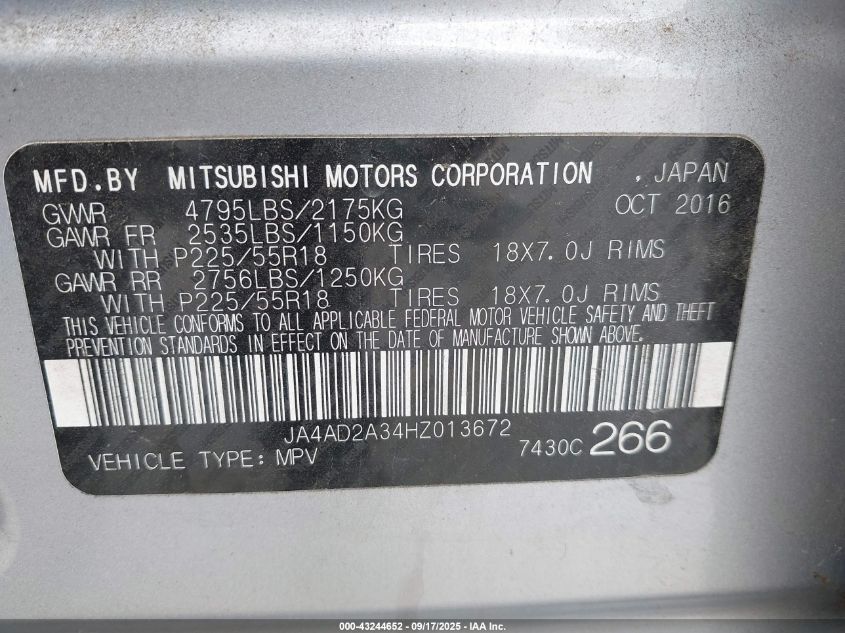 MFD.BY MITSUBISHI MOTORS CORPORATION , JAPAN
GVWR 4795LBS/2175KG OCT 2016
GAWR FR 2535LBS/1150KG
WITH P225/55R18 TIRES 18X7.0J RIMS
GAWR RR 2756LBS/1250KG
WITH P225/55R18 TIRES 18X7.0J RIMS
THIS VEHICLE CONFORMS TO ALL APPLICABLE FEDERAL MOTOR VEHICLE SAFETY AND THEFT
PREVENTION STANDARDS IN EFFECT ON THE DATE OF MANUFACTURE SHOWN ABOVE.
JA4AD2A34HZ013672
VEHICLE TYPE: MPV 7430C 266
000-43244652 - 09/17/2025 - IAA Inc.